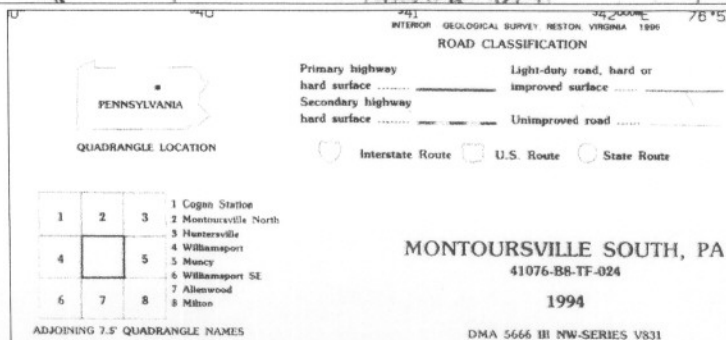 INTERIOR GEOLOGICAL SURVEY, RESTON, VIRGINIA 1996
ROAD CLASSIFICATION
Primary highway
hard surface
Light-duty road, hard or
improved surface
Secondary highway
hard surface
Unimproved road
Interstate Route
U.S. Route
State Route
PENNSYLVANIA
QUADRANGLE LOCATION
1 2 3
4 5
6 7 8
1 Cogan Station
2 Montoursville North
3 Huntersville
4 Williamsport
5 Muncy
6 Williamsport SE
7 Allenwood
8 Milton
ADJOINING 7.5' QUADRANGLE NAMES
MONTOURSVILLE SOUTH, PA
41076-B8-TF-024
1994
DMA 5666 III NW-SERIES V831